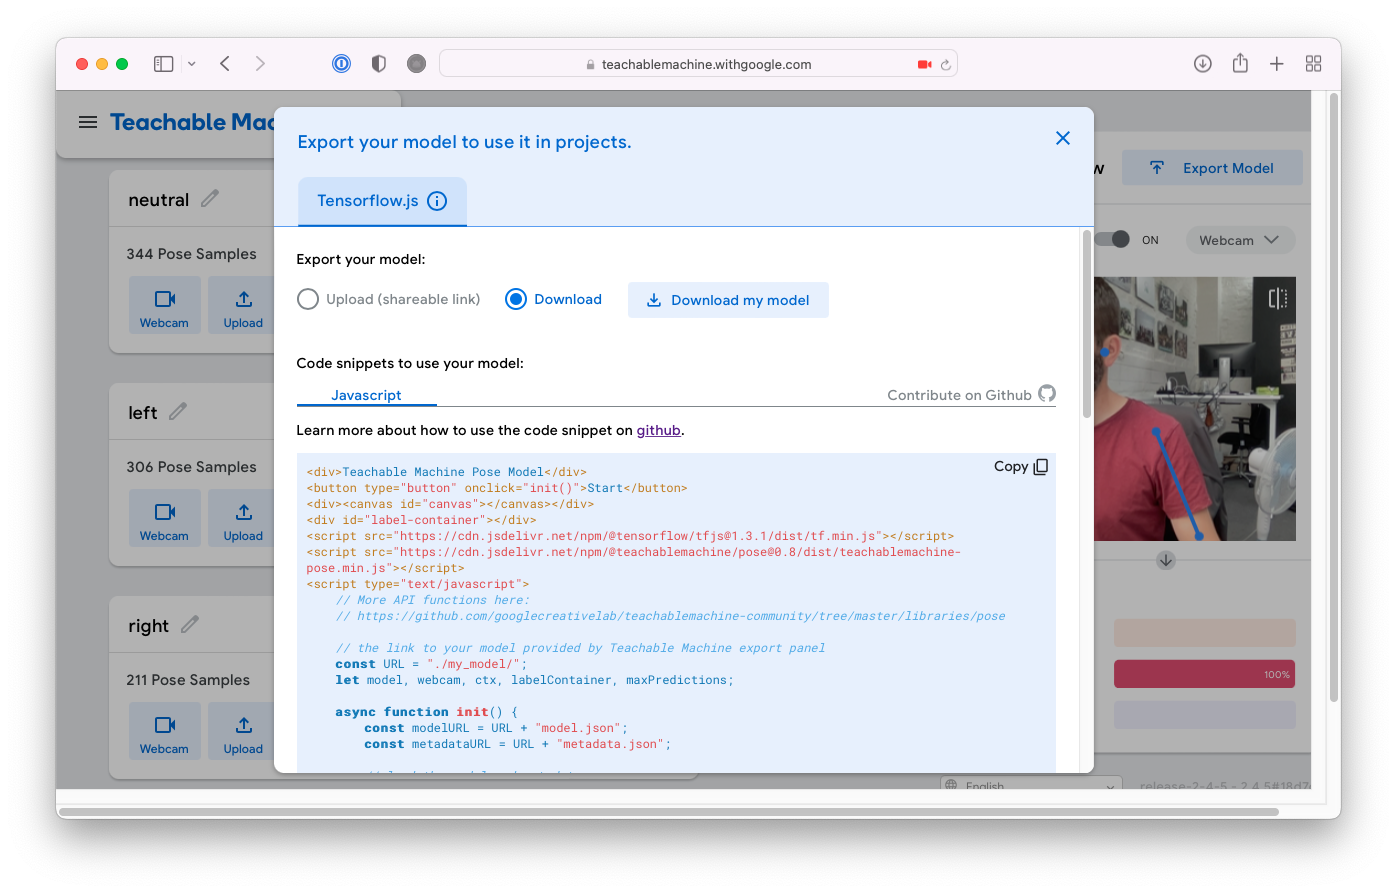 teachablemachine.withgoogle.com
Teachable Mac
Export your model to use it in projects.
w
Export Model
Tensorflow.js
neutral
344 Pose Samples
Webcam
Upload
ON
Webcam
Export your model:
Upload (shareable link)
Download
Download my model
Code snippets to use your model:
Javascript
Contribute on Github
Learn more about how to use the code snippet on github.
Copy
<div>Teachable Machine Pose Model</div>
<button type="button" onclick="init()">Start</button>
<div><canvas id="canvas"></canvas></div>
<div id="label-container"></div>
<script src="https://cdn.jsdelivr.net/npm/@tensorflow/tfjs@1.3.1/dist/tf.min.js"></script>
<script src="https://cdn.jsdelivr.net/npm/@teachablemachine/pose@0.8/dist/teachablemachine-
pose.min.js"></script>
<script type="text/javascript">
// More API functions here:
// https://github.com/googlecreativelab/teachablemachine-community/tree/master/libraries/pose
// the link to your model provided by Teachable Machine export panel
const URL = "./my_model/";
let model, webcam, ctx, labelContainer, maxPredictions;
async function init() {
const modelURL = URL + "model.json";
const metadataURL = URL + "metadata.json";
left
306 Pose Samples
Webcam
Upload
right
211 Pose Samples
Webcam
Upload
100%
English
release-2-4-5 - 2.4.5#18d7